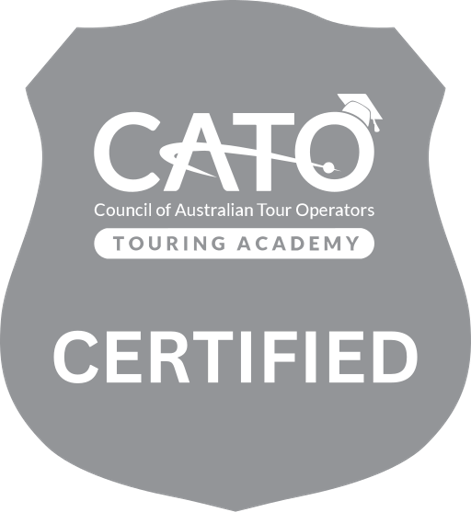 CATO
Council of Australian Tour Operators
TOURING ACADEMY
CERTIFIED